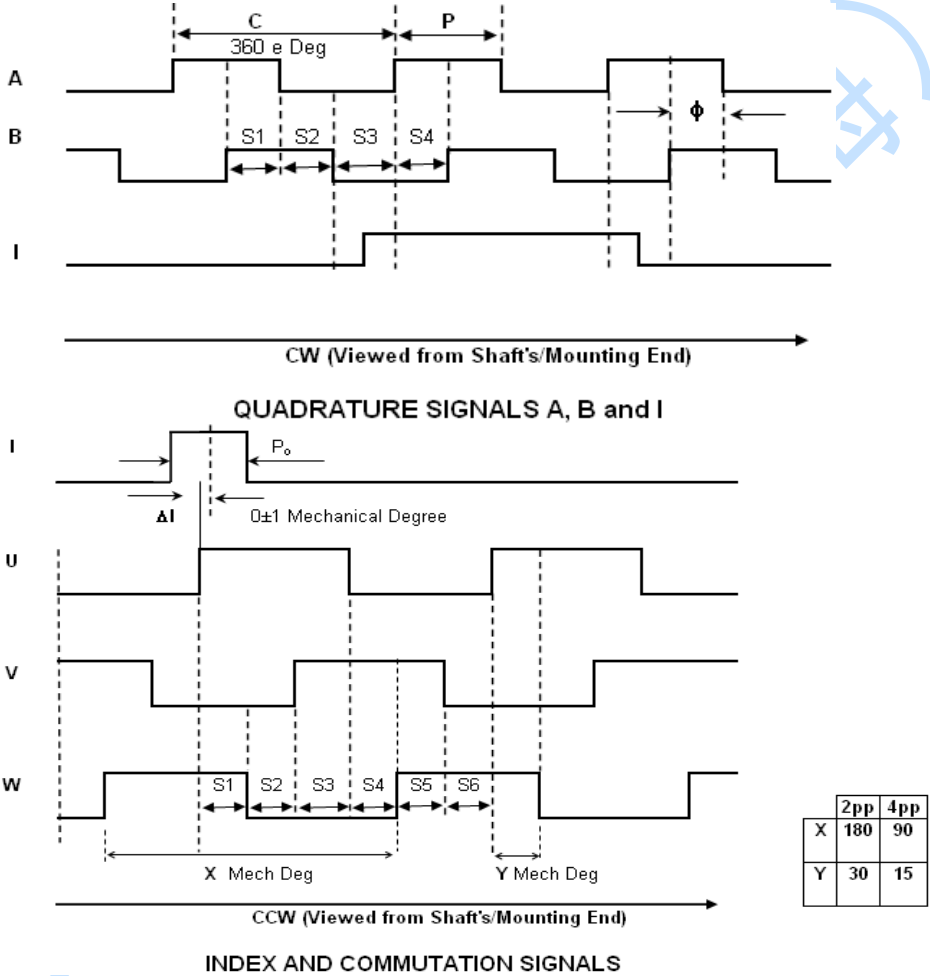 C P
360 e Deg
A
ϕ
B S1 S2 S3 S4
I
CW (Viewed from Shaft's/Mounting End)
QUADRATURE SIGNALS A, B and I
I Po
ΔI 0±1 Mechanical Degree
U
V
W S1 S2 S3 S4 S5 S6
2pp 4pp
X 180 90
Y 30 15
X Mech Deg Y Mech Deg
CCW (Viewed from Shaft's/Mounting End)
INDEX AND COMMUTATION SIGNALS